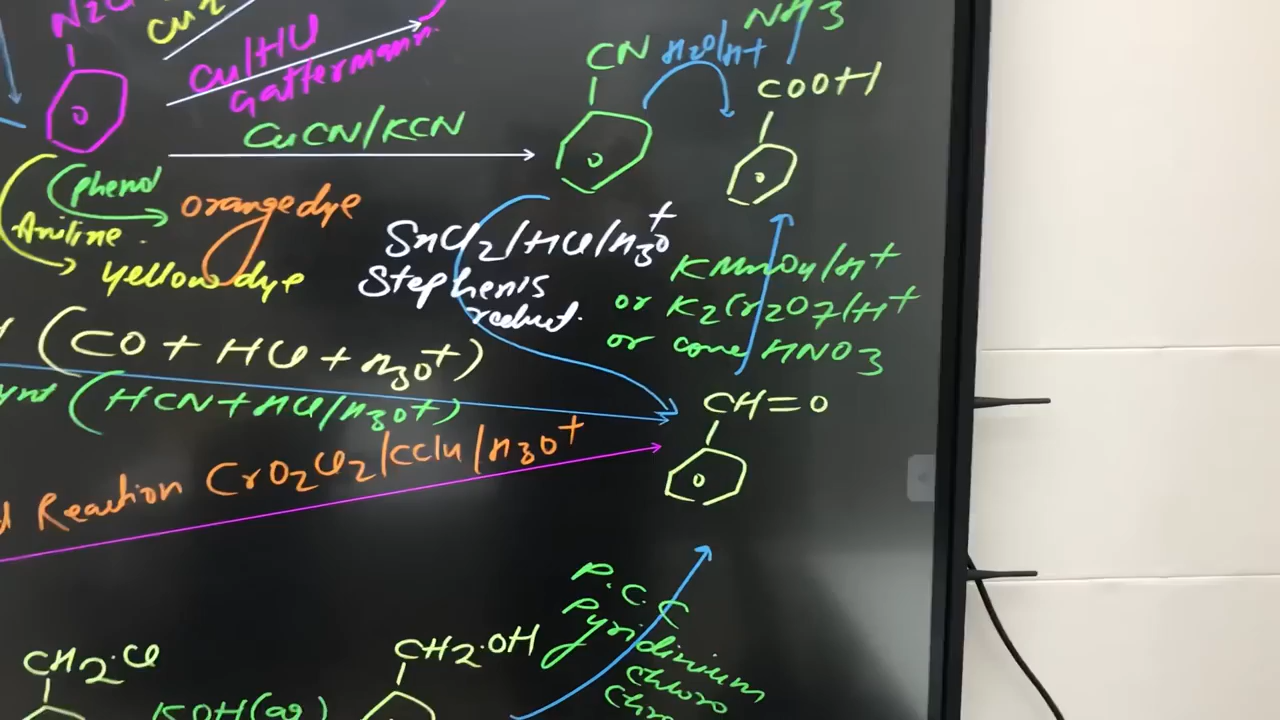 NH3
CN H2O/H+
COOH
Cu/HCl
Gattermann
CuCN/KCN
(phenol
orange dye
Aniline.
yellow dye
SnCl2/HCl/H3O+
Stephen's
reduct.
KMnO4/H+
or K2Cr2O7/H+
or conc HNO3
(CO + HCl + H3O+)
(HCN+HCl/H3O+)
CH=O
Reaction CrO2Cl2/CCl4/H3O+
P.C.C
Pyridinium
chloro
CH2.Cl
CH2.OH
KOH(aq)